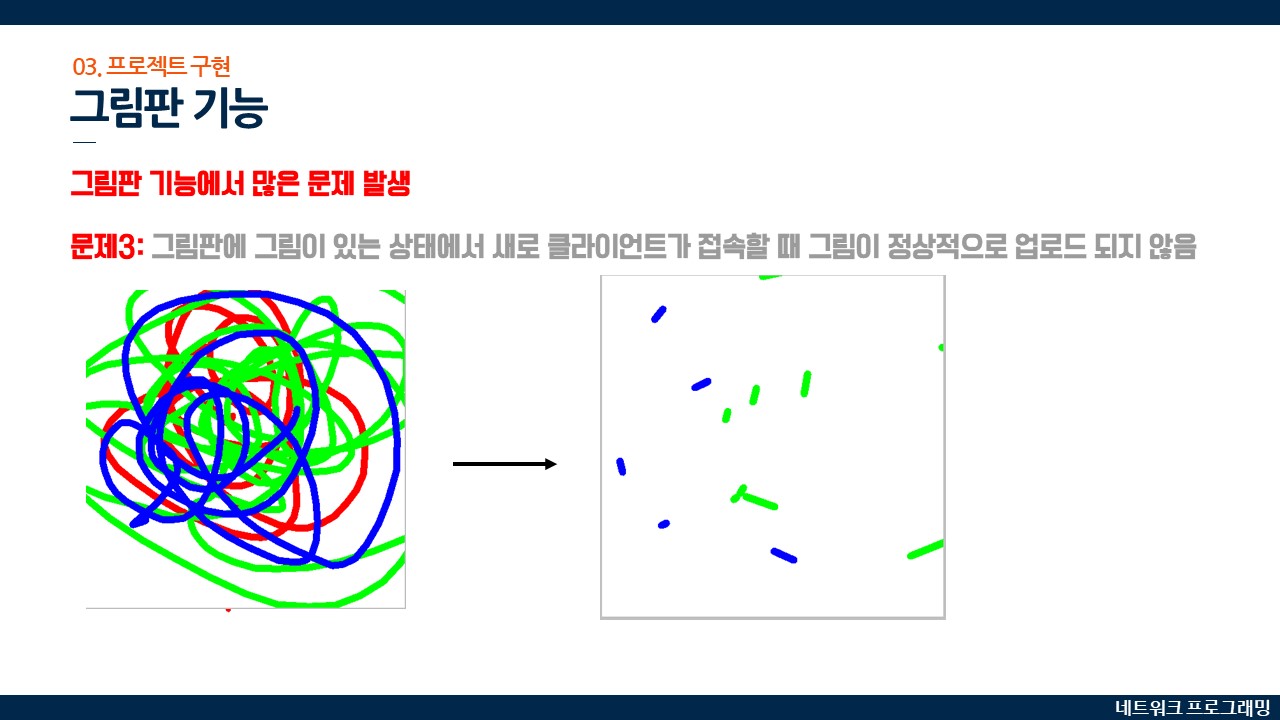 03. 프로젝트 구현
그림판 기능
그림판 기능에서 많은 문제 발생
문제3: 그림판에 그림이 있는 상태에서 새로 클라이언트가 접속할 때 그림이 정상적으로 업로드 되지 않음
네트워크 프로그래밍